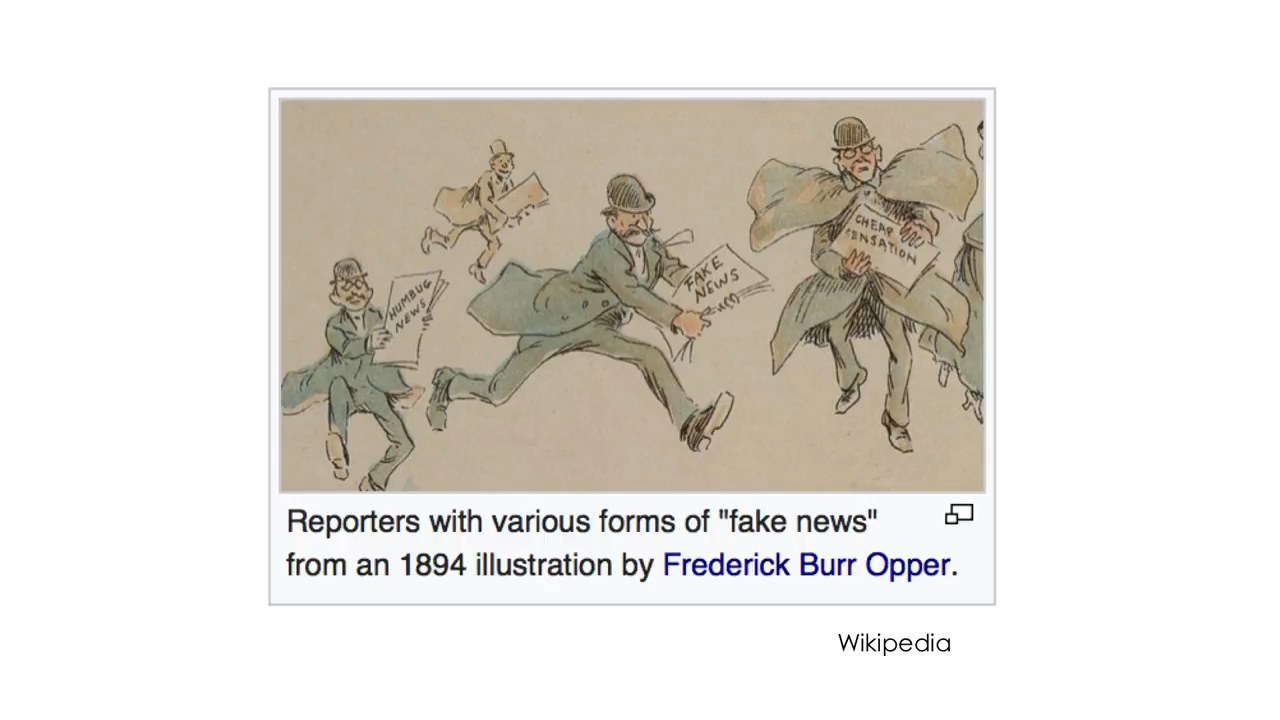 HUMBUG
NEWS
FAKE
NEWS
CHEAP
SENSATION
Reporters with various forms of "fake news"
from an 1894 illustration by Frederick Burr Opper.
Wikipedia